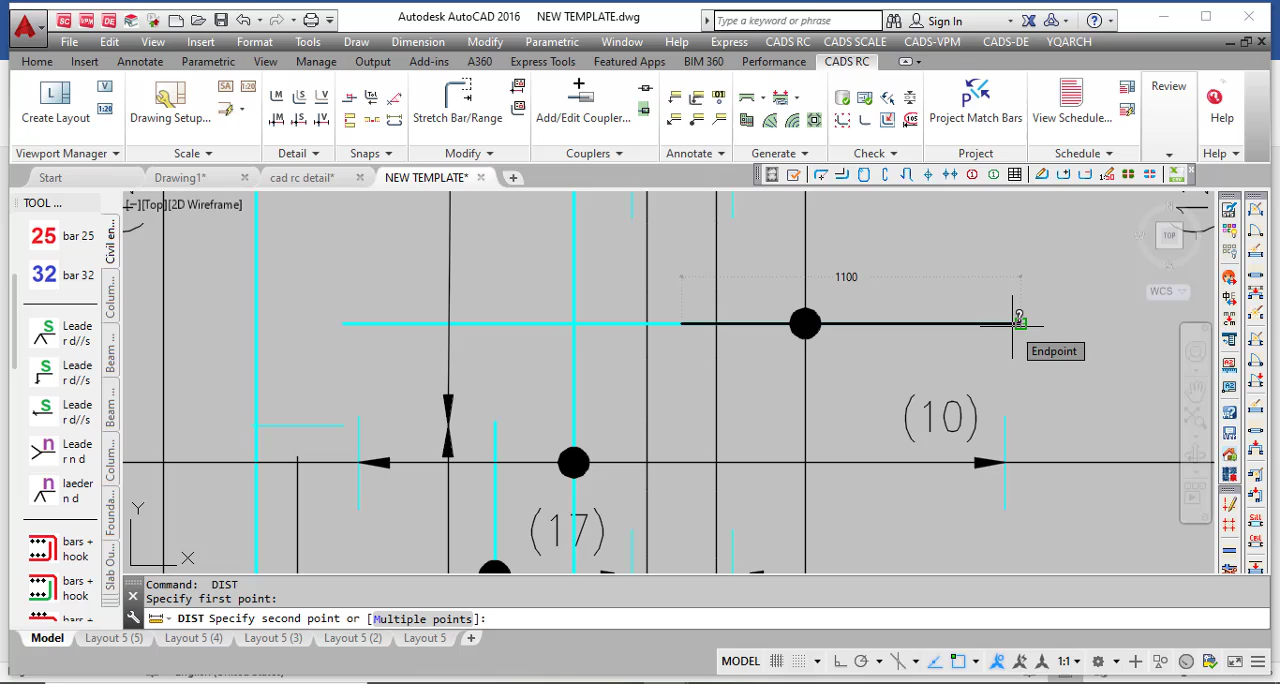 Autodesk AutoCAD 2016 NEW TEMPLATE.dwg
Type a keyword or phrase
Sign In
File Edit View Insert Format Tools Draw Dimension Modify Parametric Window Help Express CADS RC CADS SCALE CADS-VPM CADS-DE YQARCH
Home Insert Annotate Parametric View Manage Output Add-ins A360 Express Tools Featured Apps BIM 360 Performance CADS RC
Create Layout
Drawing Setup...
Stretch Bar/Range
Add/Edit Coupler...
Project Match Bars
View Schedule...
Review
Help
Viewport Manager Scale Detail Snaps Modify Couplers Annotate Generate Check Project Schedule Help
Start Drawing1* cad rc detail* NEW TEMPLATE*
TOOL ...
[−][Top][2D Wireframe]
25 bar 25
32 bar 32
S Leade
r d//s
S Leade
r d//s
S Leade
r d//s
n Leade
r n d
n laeder
n d
bars +
hook
bars +
hook
bars +
Civil en...
Colum...
Beam ...
Beam ...
Colum...
Founda...
Slab Ou...
1100
Endpoint
(10)
(17)
Y
X
TOP
WCS
Command: DIST
Specify first point:
DIST Specify second point or [Multiple points]:
Model Layout 5 (5) Layout 5 (4) Layout 5 (3) Layout 5 (2) Layout 5
MODEL 1:1
English (United States)